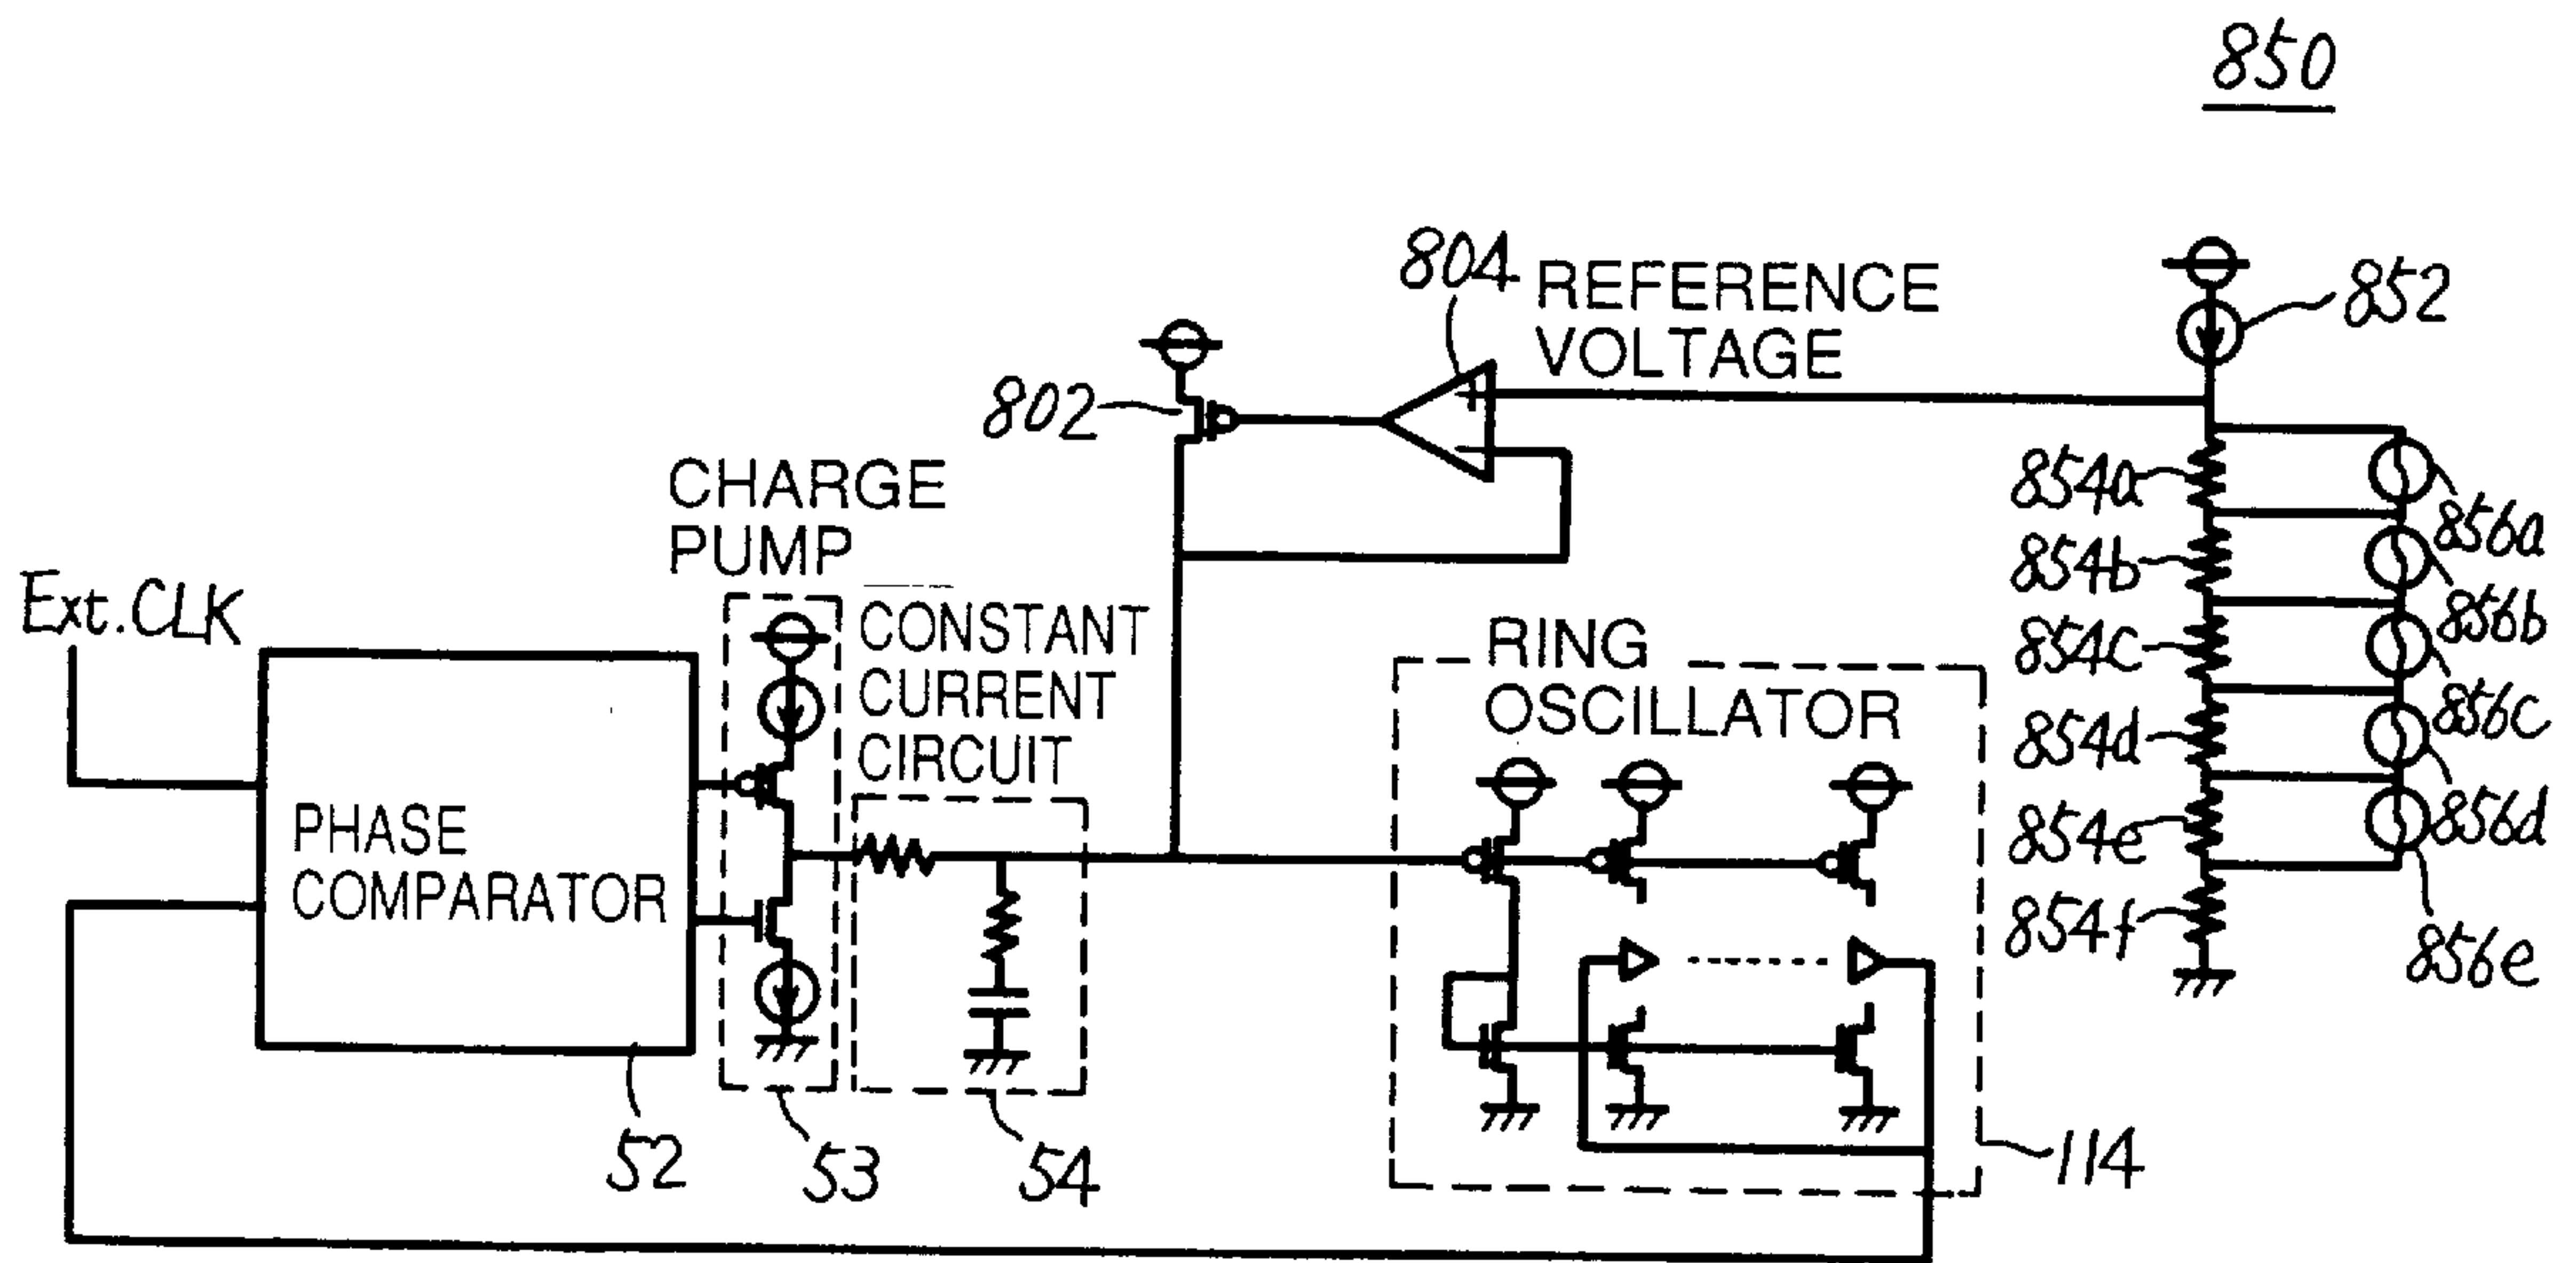 850
804
REFERENCE
VOLTAGE
852
802
CHARGE
PUMP
854a
856a
854b
856b
Ext.CLK
CONSTANT
CURRENT
CIRCUIT
RING
OSCILLATOR
854c
856c
854d
856d
PHASE
COMPARATOR
854e
854f
856e
+
-
52
53
54
114